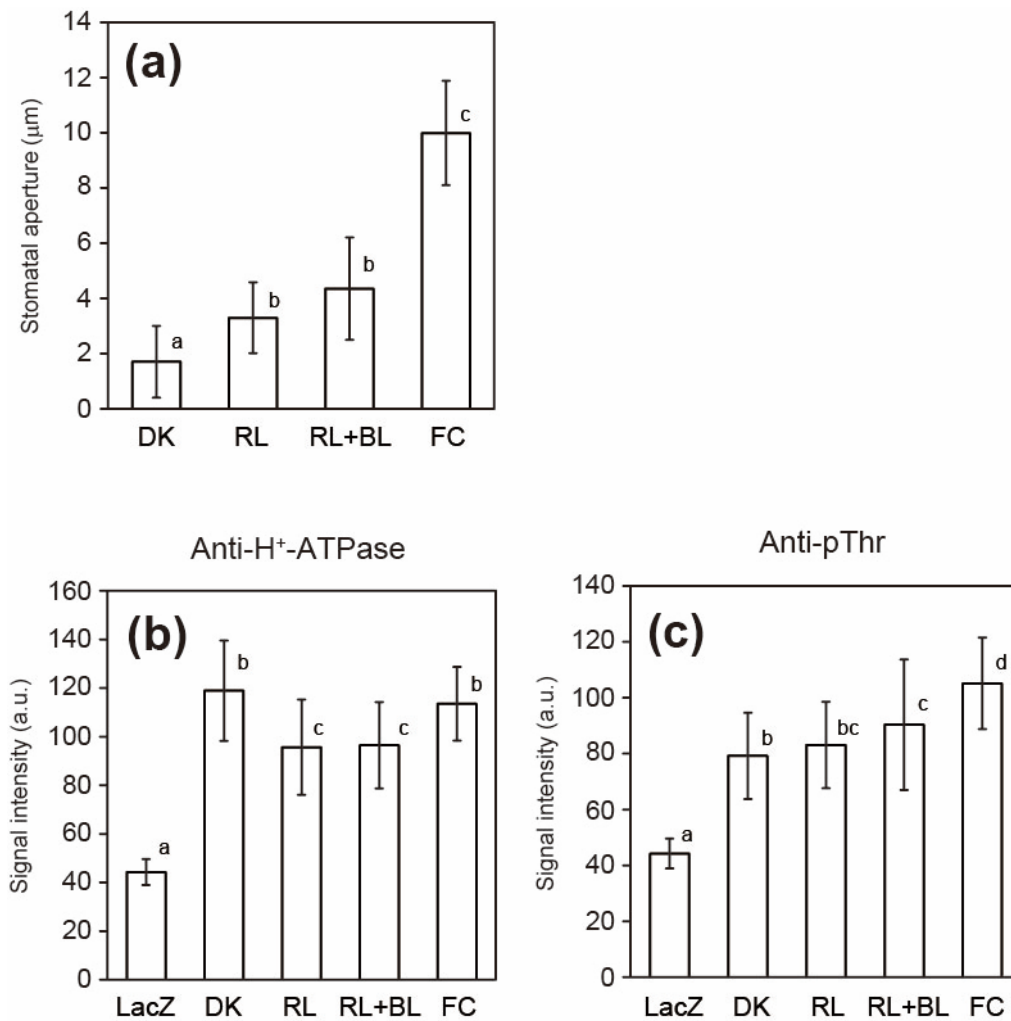 (a)
Stomatal aperture (μm)
14
12
10
8
6
4
2
0
a
b
b
c
DK RL RL+BL FC
Anti-H⁺-ATPase
(b)
Signal intensity (a.u.)
160
140
120
100
80
60
40
20
0
a
b
c
c
b
LacZ DK RL RL+BL FC
Anti-pThr
(c)
Signal intensity (a.u.)
140
120
100
80
60
40
20
0
a
b
bc
c
d
LacZ DK RL RL+BL FC